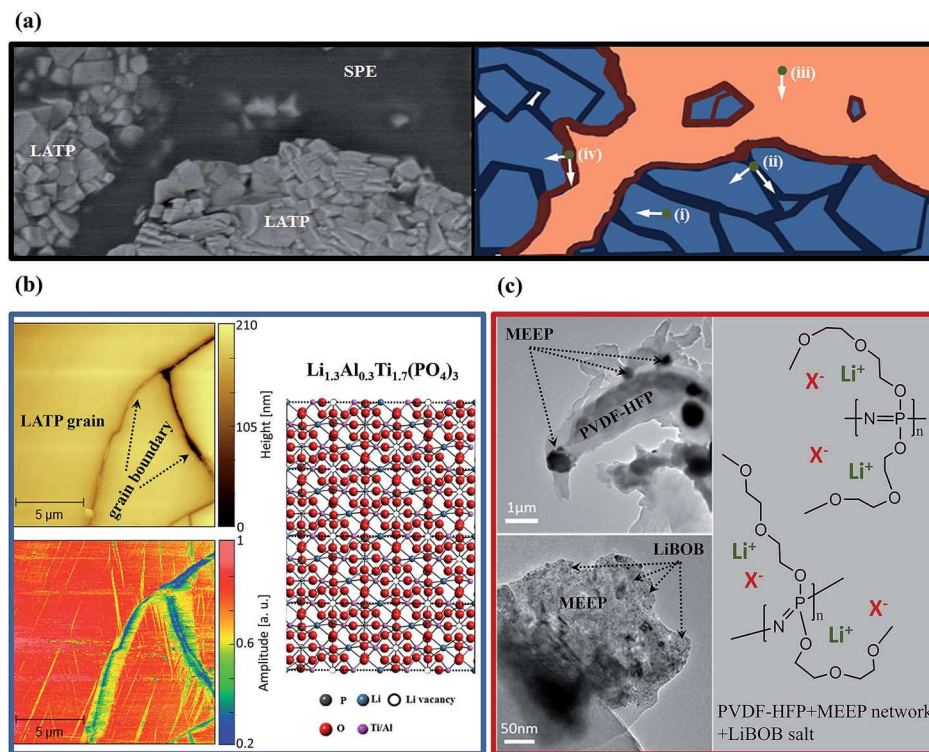 (a)
SPE
LATP
LATP
(iii)
(iv)
(ii)
(i)
(b)
210
LATP grain
105
Height [nm]
grain boundary
5 µm
0
1
Amplitude [a. u.]
0.6
5 µm
0.2
Li1.3Al0.3Ti1.7(PO4)3
P Li Li vacancy
O Ti/Al
(c)
MEEP
PVDF-HFP
1µm
LiBOB
MEEP
50nm
O
O
O
X-
Li+
O
N=P
n
X-
O
Li+
O
O
O
O
Li+
X-
O
X-
N=P
n
Li+
O
O
O
PVDF-HFP+MEEP network
+LiBOB salt